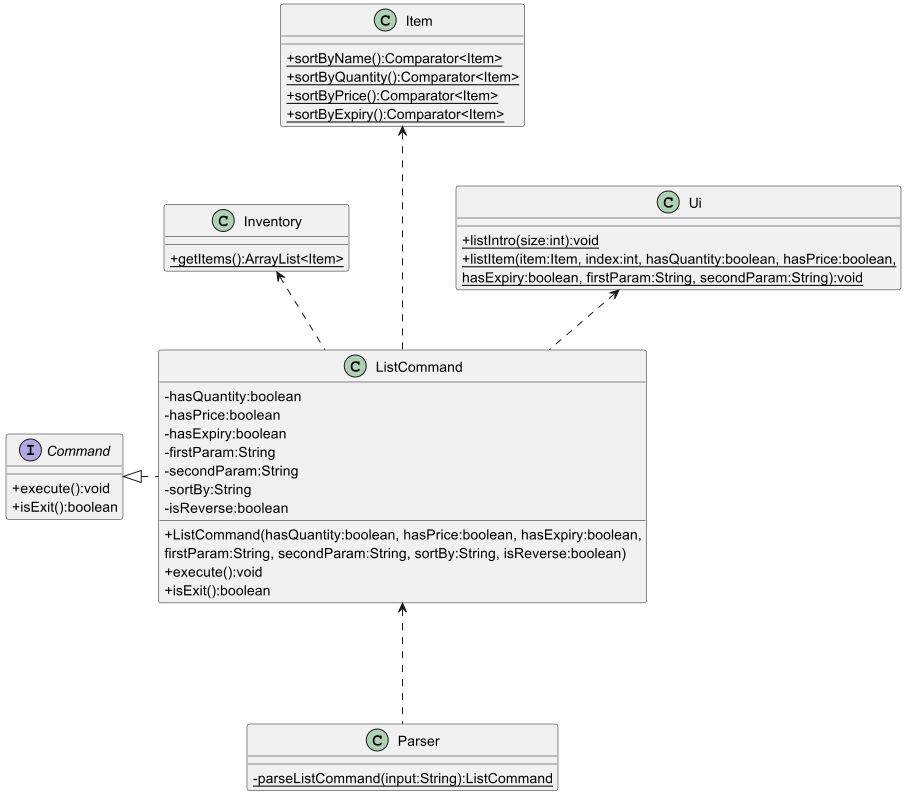 C Item
+sortByName():Comparator<Item>
+sortByQuantity():Comparator<Item>
+sortByPrice():Comparator<Item>
+sortByExpiry():Comparator<Item>
C Inventory
+getItems():ArrayList<Item>
C Ui
+listIntro(size:int):void
+listItem(item:Item, index:int, hasQuantity:boolean, hasPrice:boolean,
hasExpiry:boolean, firstParam:String, secondParam:String):void
C ListCommand
-hasQuantity:boolean
-hasPrice:boolean
-hasExpiry:boolean
-firstParam:String
-secondParam:String
-sortBy:String
-isReverse:boolean
+ListCommand(hasQuantity:boolean, hasPrice:boolean, hasExpiry:boolean,
firstParam:String, secondParam:String, sortBy:String, isReverse:boolean)
+execute():void
+isExit():boolean
I Command
+execute():void
+isExit():boolean
C Parser
-parseListCommand(input:String):ListCommand